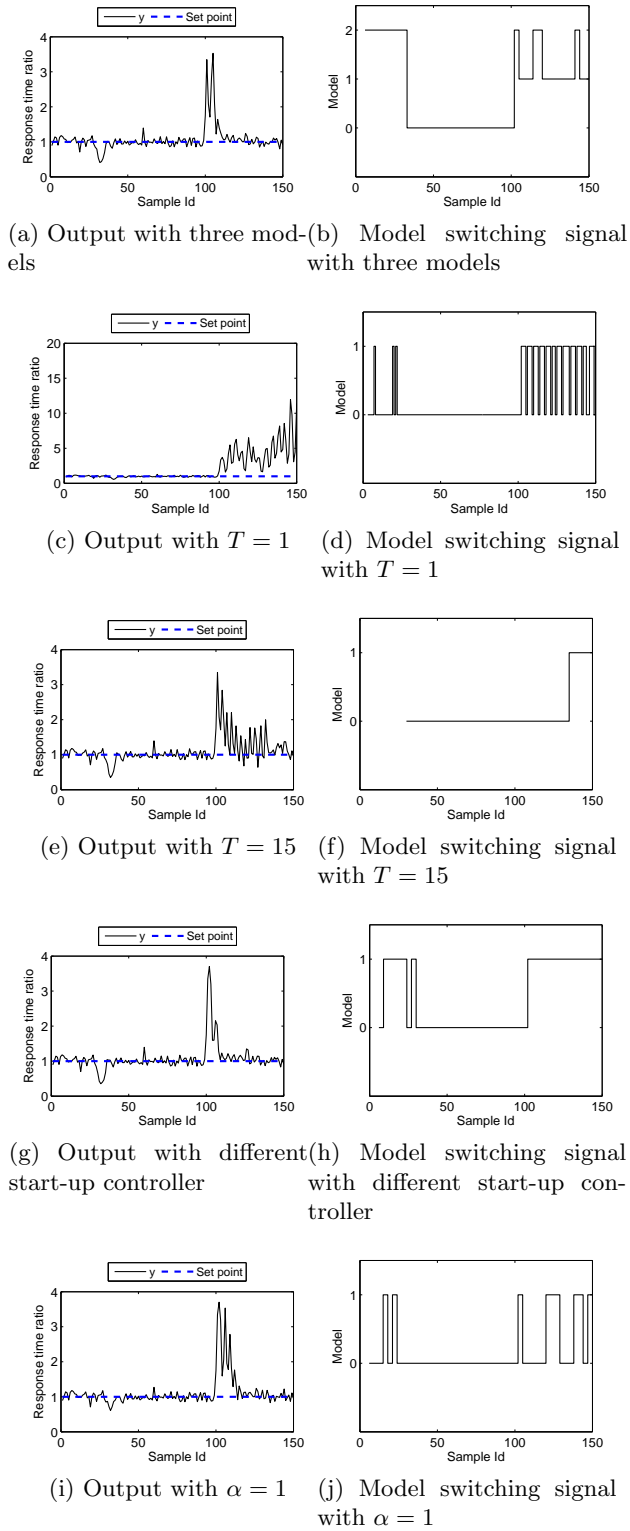 y Set point
4
3
2
1
0
Response time ratio
0 50 100 150
Sample Id
2
1
0
Model
0 50 100 150
Sample Id
(a) Output with three mod-
els
(b) Model switching signal
with three models
y Set point
20
15
10
5
0
Response time ratio
0 50 100 150
Sample Id
1
0
Model
0 50 100 150
Sample Id
(c) Output with T = 1
(d) Model switching signal
with T = 1
y Set point
4
3
2
1
0
Response time ratio
0 50 100 150
Sample Id
1
0
Model
0 50 100 150
Sample Id
(e) Output with T = 15
(f) Model switching signal
with T = 15
y Set point
4
3
2
1
0
Response time ratio
0 50 100 150
Sample Id
1
0
Model
0 50 100 150
Sample Id
(g) Output with different
start-up controller
(h) Model switching signal
with different start-up con-
troller
y Set point
4
3
2
1
0
Response time ratio
0 50 100 150
Sample Id
1
0
Model
0 50 100 150
Sample Id
(i) Output with α = 1
(j) Model switching signal
with α = 1